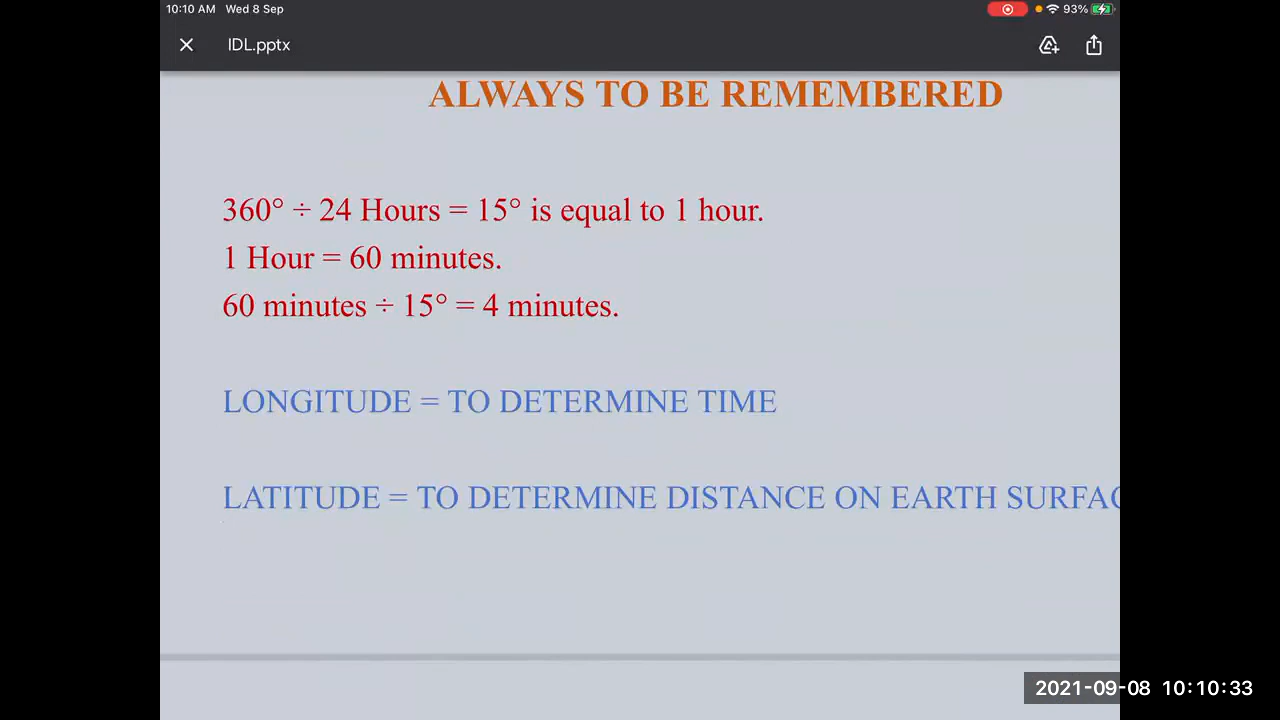 10:10 AM Wed 8 Sep
93%
IDL.pptx
ALWAYS TO BE REMEMBERED
360° ÷ 24 Hours = 15° is equal to 1 hour.
1 Hour = 60 minutes.
60 minutes ÷ 15° = 4 minutes.
LONGITUDE = TO DETERMINE TIME
LATITUDE = TO DETERMINE DISTANCE ON EARTH SURFAC
2021-09-08 10:10:33